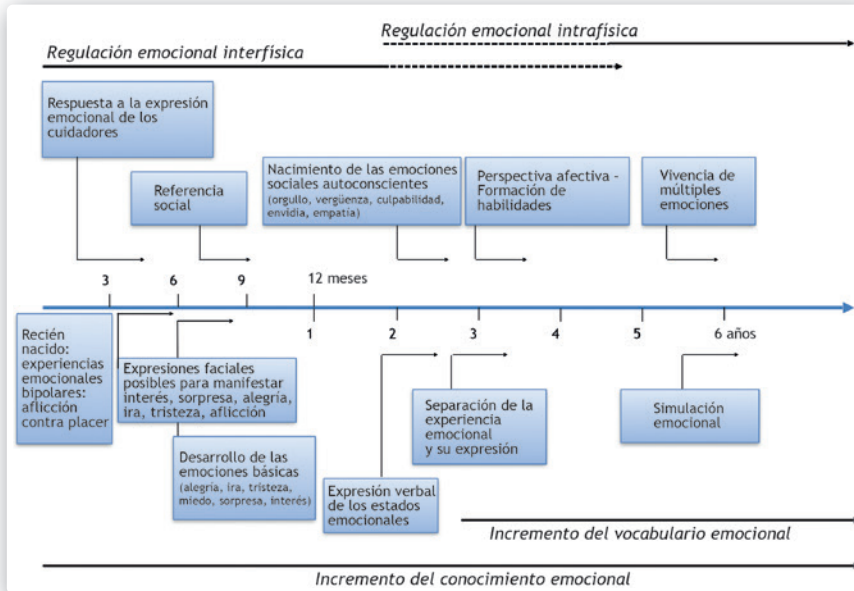 Regulación emocional intrafísica
Regulación emocional interfísica
Respuesta a la expresión
emocional de los
cuidadores
Referencia
social
Nacimiento de las emociones
sociales autoconscientes
(orgullo, vergüenza, culpabilidad,
envidia, empatía)
Perspectiva afectiva -
Formación de
habilidades
Vivencia de
múltiples
emociones
3 6 9 12 meses
1 2 3 4 5 6 años
Recién
nacido:
experiencias
emocionales
bipolares:
aflicción
contra placer
Expresiones faciales
posibles para manifestar
interés, sorpresa, alegría,
ira, tristeza, aflicción
Desarrollo de las
emociones básicas
(alegría, ira, tristeza,
miedo, sorpresa, interés)
Expresión verbal
de los estados
emocionales
Separación de la
experiencia
emocional
y su expresión
Simulación
emocional
Incremento del vocabulario emocional
Incremento del conocimiento emocional